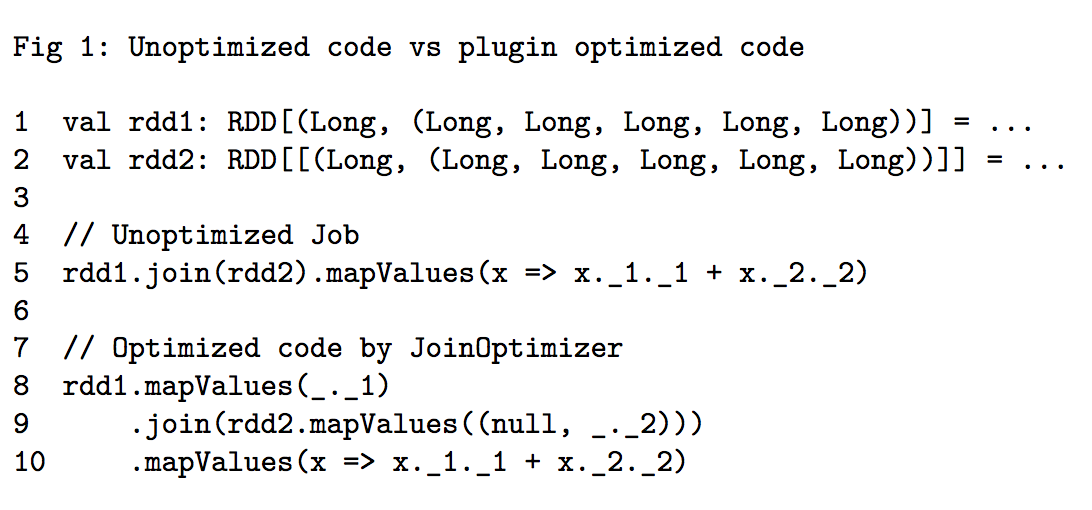 Fig 1: Unoptimized code vs plugin optimized code
1 val rdd1: RDD[(Long, (Long, Long, Long, Long, Long))] = ...
2 val rdd2: RDD[[(Long, (Long, Long, Long, Long, Long))]] = ...
3
4 // Unoptimized Job
5 rdd1.join(rdd2).mapValues(x => x._1._1 + x._2._2)
6
7 // Optimized code by JoinOptimizer
8 rdd1.mapValues(_._1)
9 .join(rdd2.mapValues((null, _._2)))
10 .mapValues(x => x._1._1 + x._2._2)